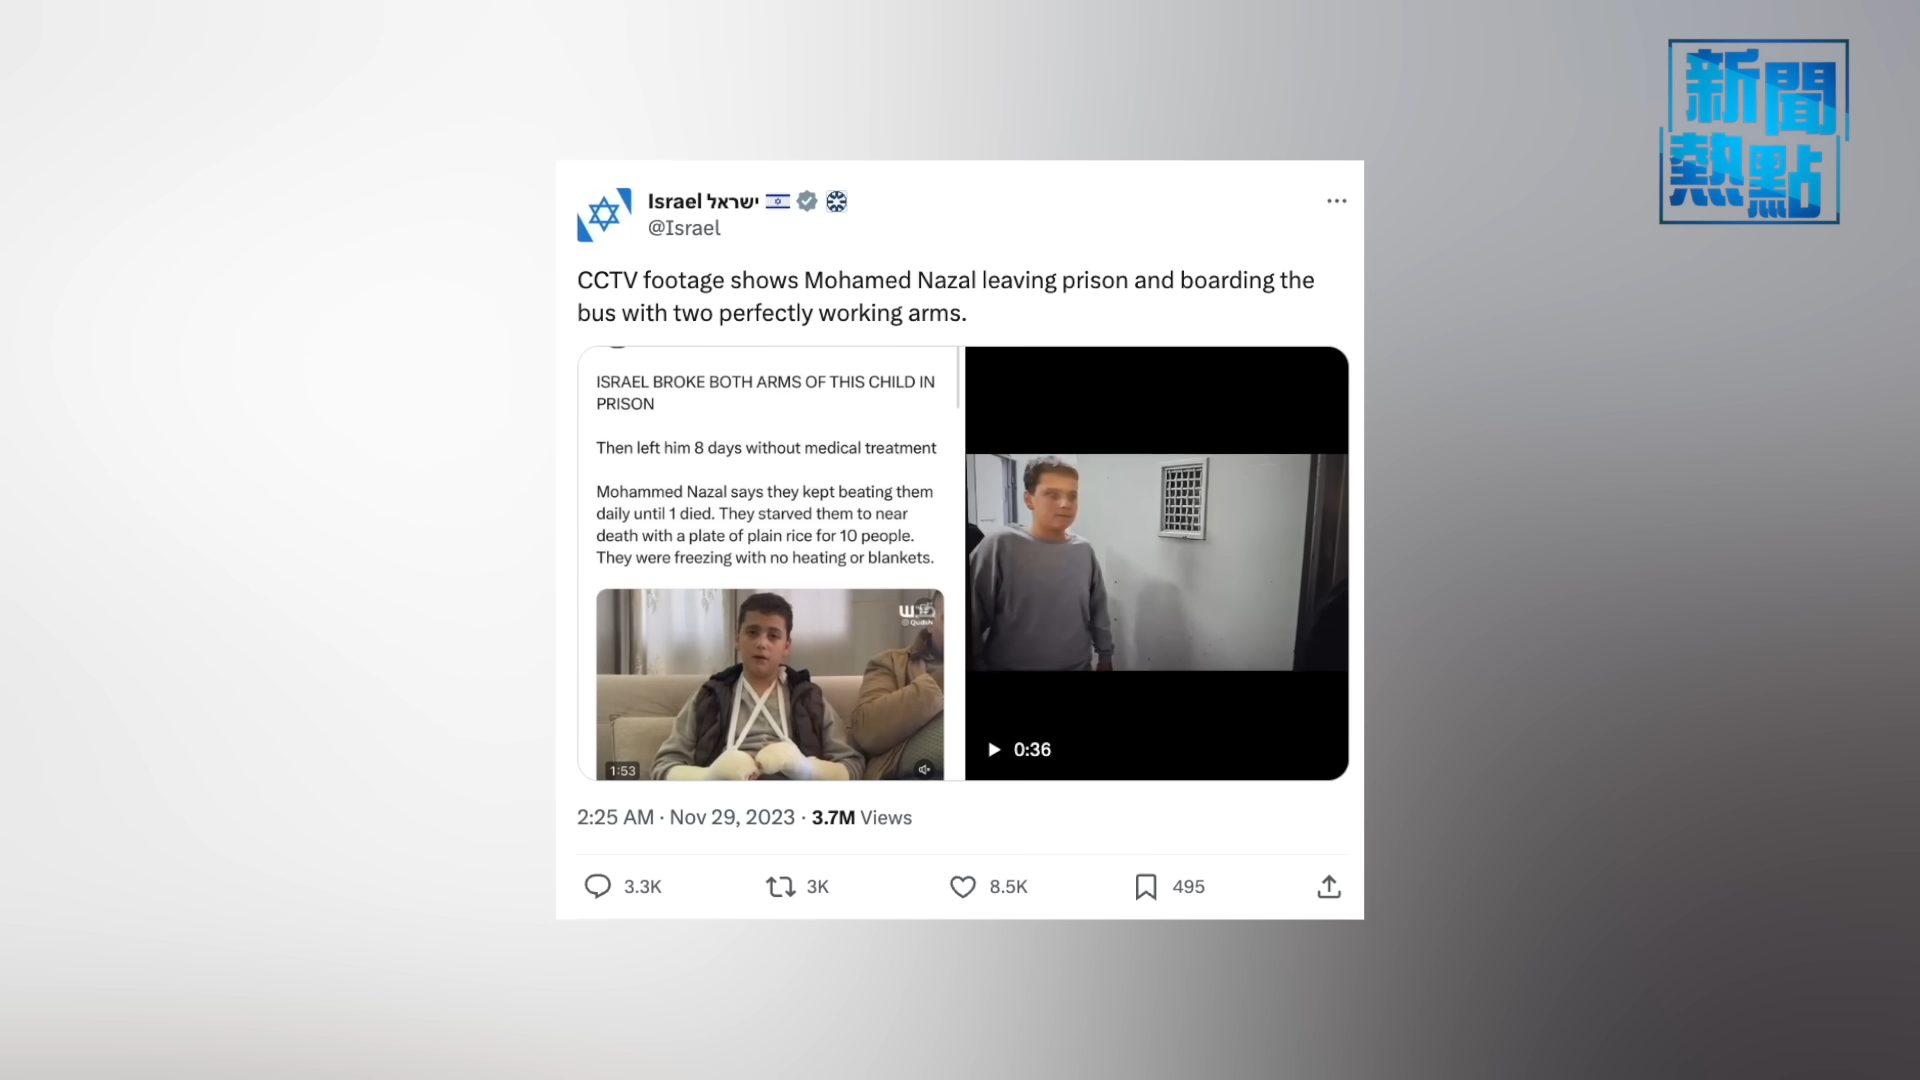 新聞
熱點
Israel ישראל
@Israel
CCTV footage shows Mohamed Nazal leaving prison and boarding the
bus with two perfectly working arms.
ISRAEL BROKE BOTH ARMS OF THIS CHILD IN
PRISON
Then left him 8 days without medical treatment
Mohammed Nazal says they kept beating them
daily until 1 died. They starved them to near
death with a plate of plain rice for 10 people.
They were freezing with no heating or blankets.
QudsN
1:53
0:36
2:25 AM · Nov 29, 2023 · 3.7M Views
3.3K
3K
8.5K
495